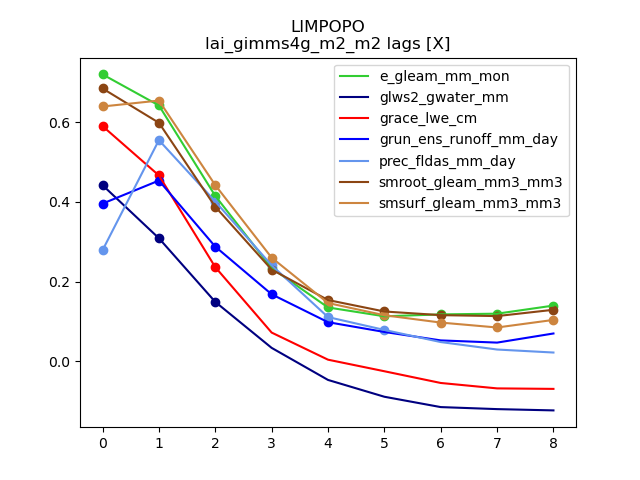 LIMPOPO
lai_gimms4g_m2_m2 lags [X]
e_gleam_mm_mon
glws2_gwater_mm
grace_lwe_cm
grun_ens_runoff_mm_day
prec_fldas_mm_day
smroot_gleam_mm3_mm3
smsurf_gleam_mm3_mm3
0.6
0.4
0.2
0.0
0 1 2 3 4 5 6 7 8